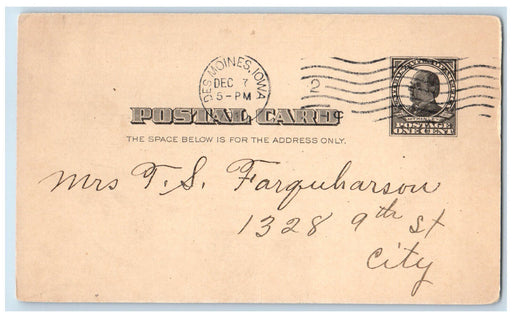 DES MOINES, IOWA
DEC 7
5-PM
2
POSTAL CARD
THE SPACE BELOW IS FOR THE ADDRESS ONLY.
POSTAGE
ONE CENT
Mrs T. S. Farquharson
1328 9th St
City